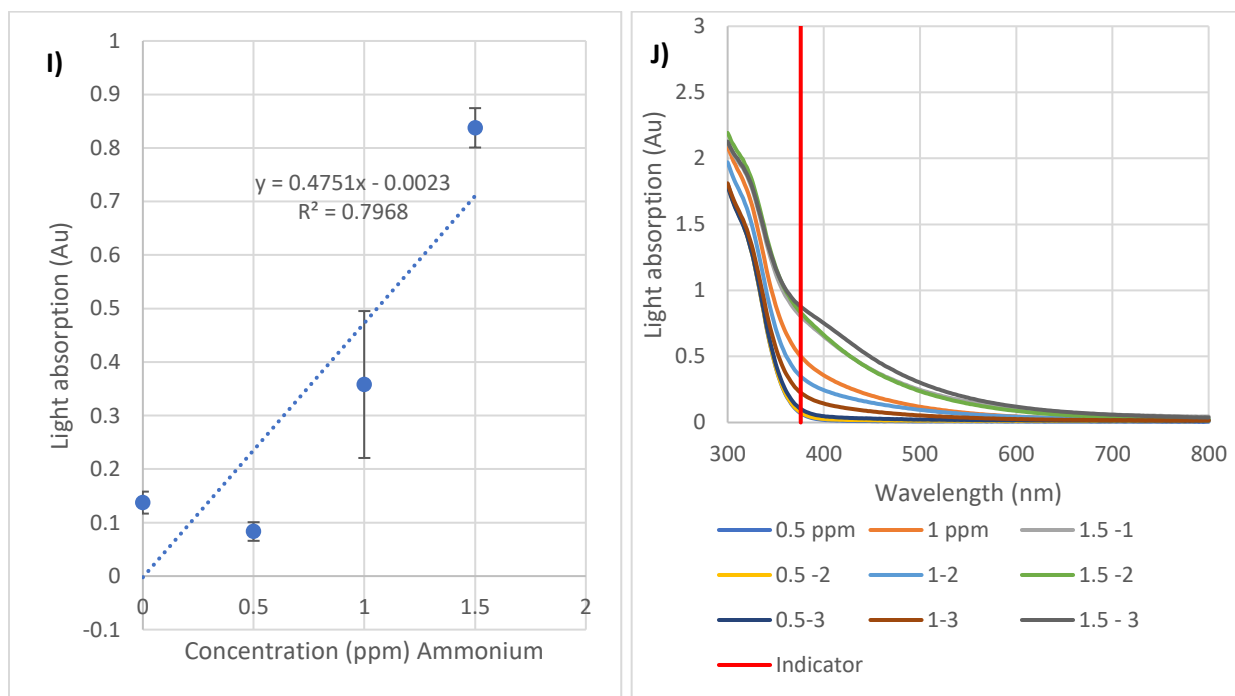 I)
1
0.9
0.8
0.7
0.6
0.5
0.4
0.3
0.2
0.1
0
-0.1
Light absorption (Au)
y = 0.4751x - 0.0023
R² = 0.7968
0 0.5 1 1.5 2
Concentration (ppm) Ammonium
J)
3
2.5
2
1.5
1
0.5
0
Light absorption (Au)
300 400 500 600 700 800
Wavelength (nm)
0.5 ppm 1 ppm 1.5 -1
0.5 -2 1-2 1.5 -2
0.5-3 1-3 1.5 - 3
Indicator